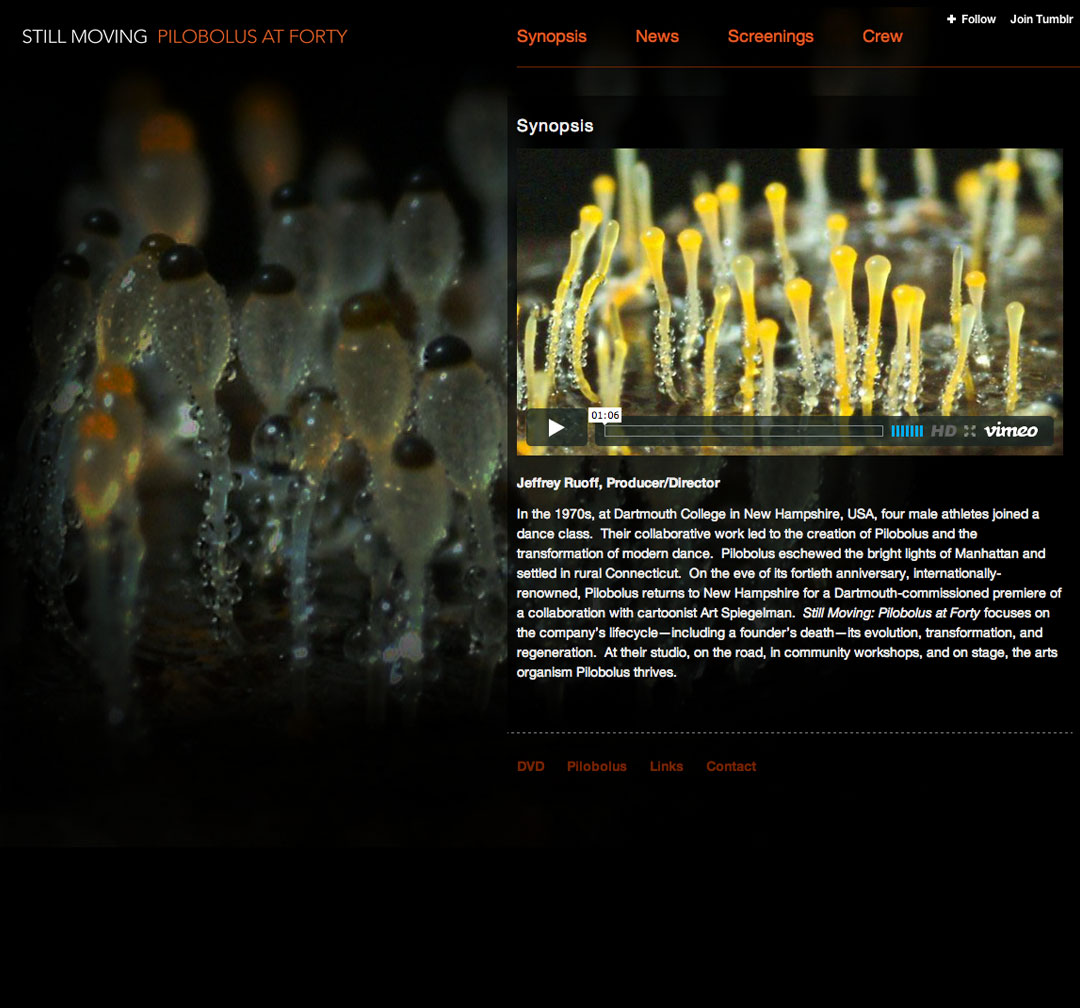 + Follow Join Tumblr
STILL MOVING PILOBOLUS AT FORTY
Synopsis News Screenings Crew
Synopsis
01:06
HD vimeo
Jeffrey Ruoff, Producer/Director
In the 1970s, at Dartmouth College in New Hampshire, USA, four male athletes joined a
dance class.  Their collaborative work led to the creation of Pilobolus and the
transformation of modern dance.  Pilobolus eschewed the bright lights of Manhattan and
settled in rural Connecticut.  On the eve of its fortieth anniversary, internationally-
renowned, Pilobolus returns to New Hampshire for a Dartmouth-commissioned premiere of
a collaboration with cartoonist Art Spiegelman.  Still Moving: Pilobolus at Forty focuses on
the company's lifecycle—including a founder's death—its evolution, transformation, and
regeneration.  At their studio, on the road, in community workshops, and on stage, the arts
organism Pilobolus thrives.
DVD Pilobolus Links Contact